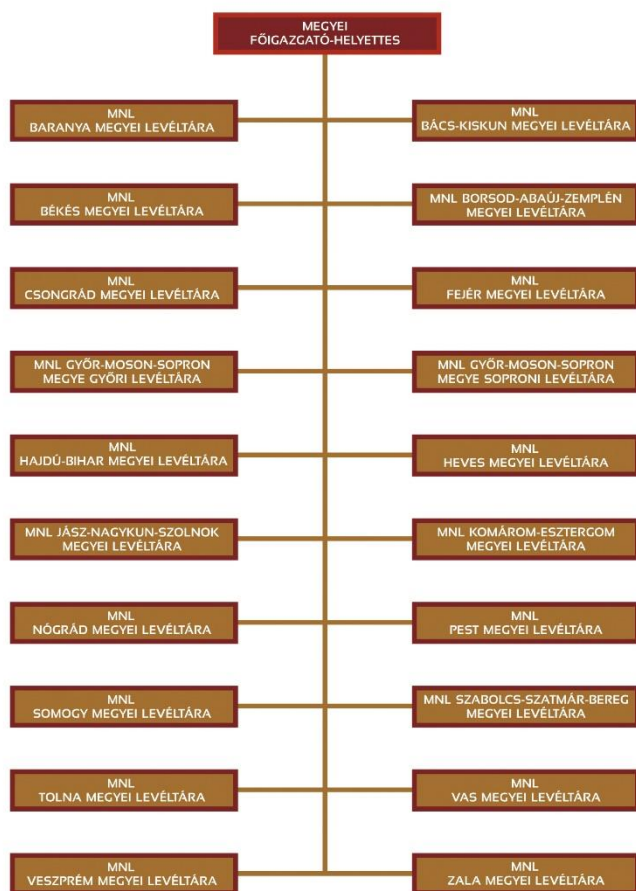 MEGYEI
FŐIGAZGATÓ-HELYETTES
MNL
BARANYA MEGYEI LEVÉLTÁRA
MNL
BÁCS-KISKUN MEGYEI LEVÉLTÁRA
MNL
BÉKÉS MEGYEI LEVÉLTÁRA
MNL BORSOD-ABAÚJ-ZEMPLÉN
MEGYEI LEVÉLTÁRA
MNL
CSONGRÁD MEGYEI LEVÉLTÁRA
MNL
FEJÉR MEGYEI LEVÉLTÁRA
MNL GYŐR-MOSON-SOPRON
MEGYE GYŐRI LEVÉLTÁRA
MNL GYŐR-MOSON-SOPRON
MEGYE SOPRONI LEVÉLTÁRA
MNL
HAJDÚ-BIHAR MEGYEI LEVÉLTÁRA
MNL
HEVES MEGYEI LEVÉLTÁRA
MNL JÁSZ-NAGYKUN-SZOLNOK
MEGYEI LEVÉLTÁRA
MNL KOMÁROM-ESZTERGOM
MEGYEI LEVÉLTÁRA
MNL
NÓGRÁD MEGYEI LEVÉLTÁRA
MNL
PEST MEGYEI LEVÉLTÁRA
MNL
SOMOGY MEGYEI LEVÉLTÁRA
MNL SZABOLCS-SZATMÁR-BEREG
MEGYEI LEVÉLTÁRA
MNL
TOLNA MEGYEI LEVÉLTÁRA
MNL
VAS MEGYEI LEVÉLTÁRA
MNL
VESZPRÉM MEGYEI LEVÉLTÁRA
MNL
ZALA MEGYEI LEVÉLTÁRA